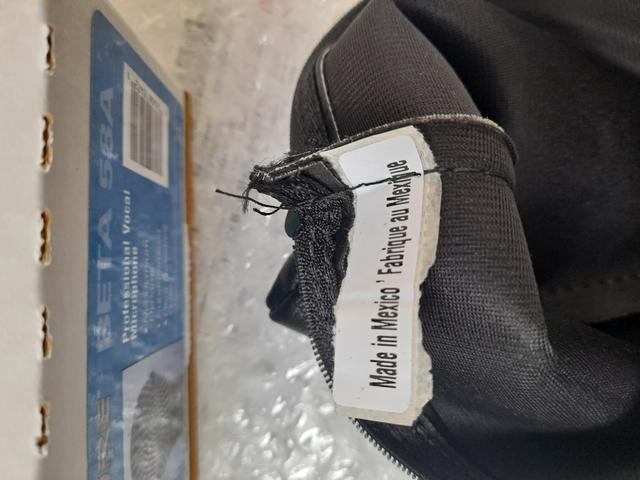 BETA 58A
Professional Vocal
Microphone
Made in Mexico ' Fabrique au Mexique